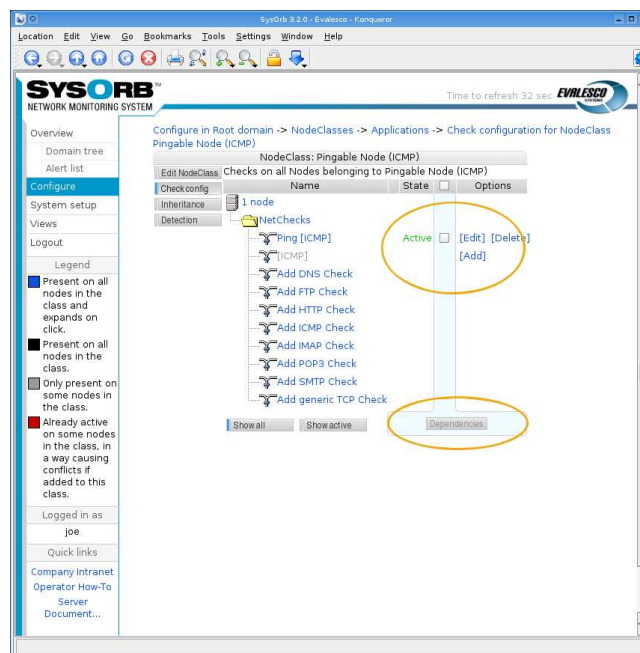 SysOrb 3.2.0 - Evalesco - Konqueror
Location Edit View Go Bookmarks Tools Settings Window Help
SYSORB™
NETWORK MONITORING SYSTEM
Time to refresh 32 sec
EVALESCO
SYSTEMS
Overview
Domain tree
Alert list
Configure
System setup
Views
Logout
Legend
Present on all
nodes in the
class and
expands on
click.
Present on all
nodes in the
class.
Only present on
some nodes in
the class.
Already active
on some nodes
in the class, in
a way causing
conflicts if
added to this
class.
Logged in as
joe
Quick links
Company Intranet
Operator How-To
Server
Document...
Configure in Root domain -> NodeClasses -> Applications -> Check configuration for NodeClass
Pingable Node (ICMP)
NodeClass: Pingable Node (ICMP)
Edit NodeClass
Check config
Inheritance
Detection
Checks on all Nodes belonging to Pingable Node (ICMP)
Name State Options
1 node
NetChecks
Ping [ICMP] Active [Edit] [Delete]
[ICMP] [Add]
Add DNS Check
Add FTP Check
Add HTTP Check
Add ICMP Check
Add IMAP Check
Add POP3 Check
Add SMTP Check
Add generic TCP Check
Show all Show active Dependencies